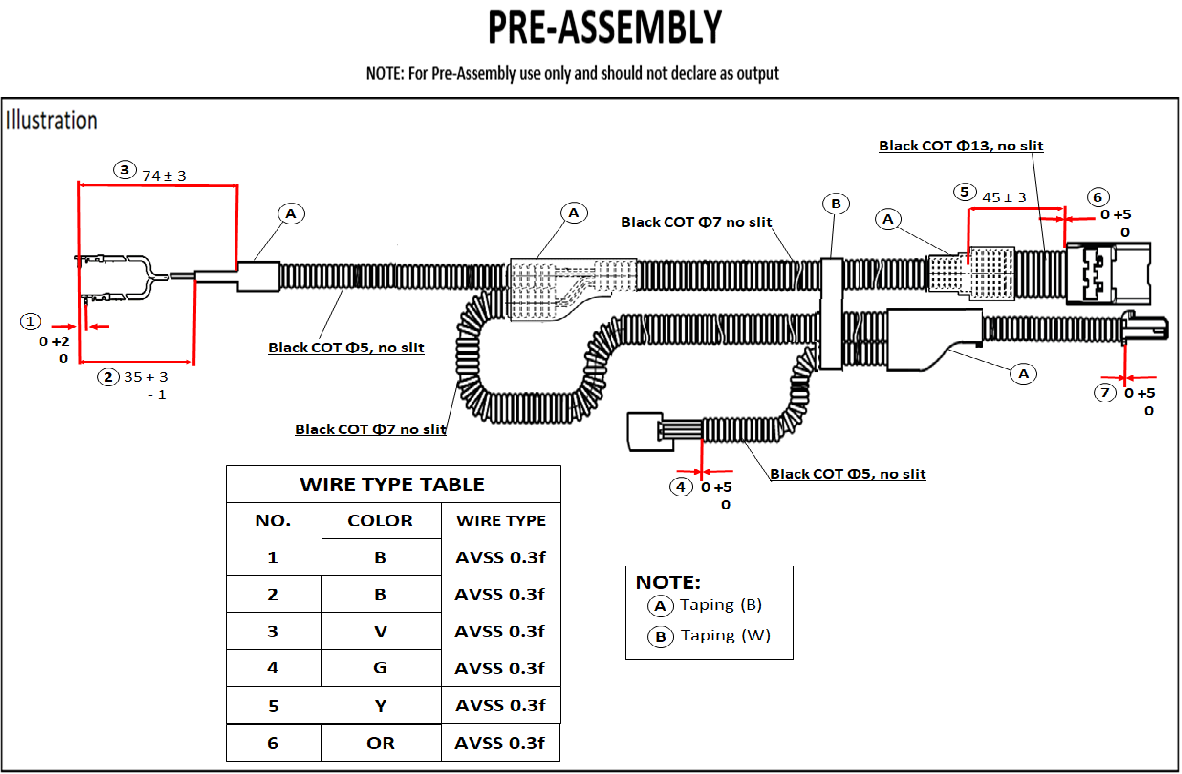 PRE-ASSEMBLY
NOTE: For Pre-Assembly use only and should not declare as output
Illustration
Black COT Φ13, no slit
3 74 ± 3
5 45 ± 3
6
0 +5
0
A
A
Black COT Φ7 no slit
B
A
1
0 +2
0
2 35 + 3
- 1
Black COT Φ5, no slit
A
7 0 +5
0
Black COT Φ7 no slit
Black COT Φ5, no slit
4 0 +5
0
WIRE TYPE TABLE
NO. COLOR WIRE TYPE
1 B AVSS 0.3f
2 B AVSS 0.3f
3 V AVSS 0.3f
4 G AVSS 0.3f
5 Y AVSS 0.3f
6 OR AVSS 0.3f
NOTE:
A Taping (B)
B Taping (W)